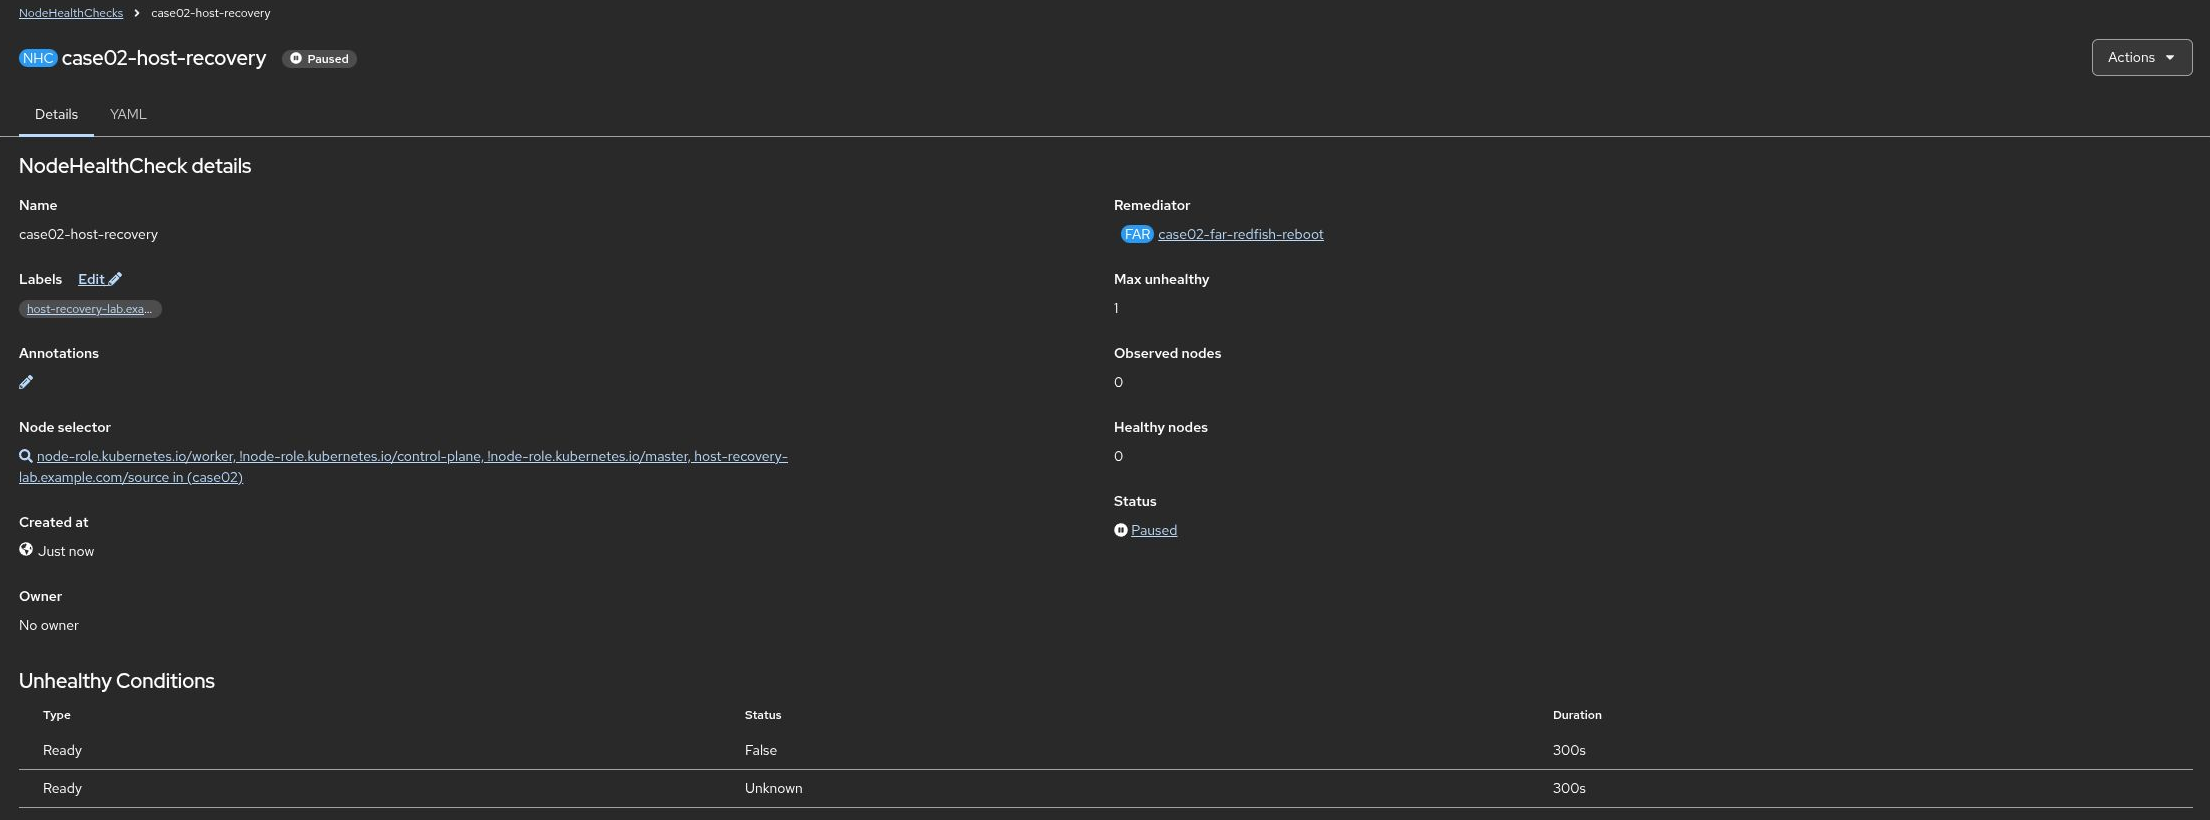 NodeHealthChecks > case02-host-recovery
NHC case02-host-recovery Paused
Actions
Details YAML
NodeHealthCheck details
Name
case02-host-recovery
Labels Edit
host-recovery-lab.exa...
Annotations
Node selector
node-role.kubernetes.io/worker, !node-role.kubernetes.io/control-plane, !node-role.kubernetes.io/master, host-recovery-
lab.example.com/source in (case02)
Created at
Just now
Owner
No owner
Remediator
FAR case02-far-redfish-reboot
Max unhealthy
1
Observed nodes
0
Healthy nodes
0
Status
Paused
Unhealthy Conditions
Type Status Duration
Ready False 300s
Ready Unknown 300s